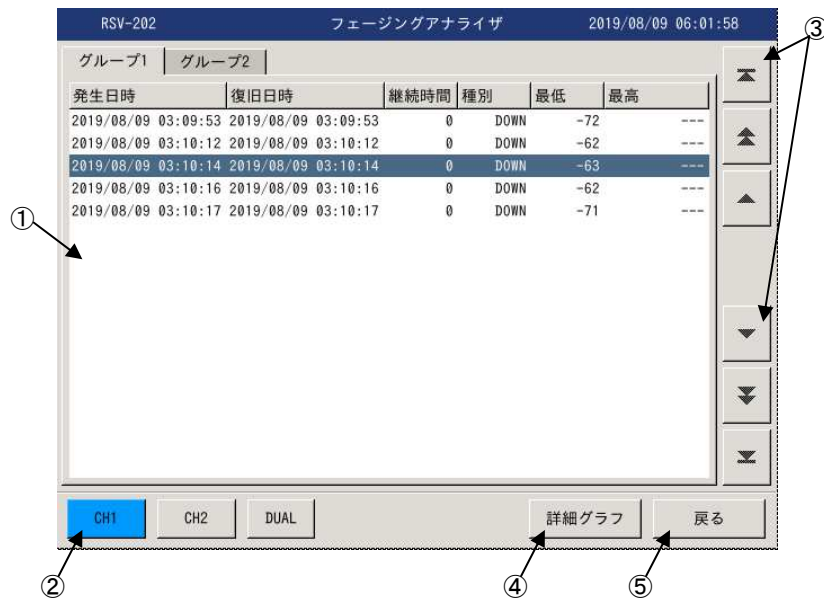 RSV-202 フェージングアナライザ 2019/08/09 06:01:58
③
グループ1 グループ2
発生日時 復旧日時 継続時間 種別 最低 最高
2019/08/09 03:09:53 2019/08/09 03:09:53 0 DOWN -72 ---
2019/08/09 03:10:12 2019/08/09 03:10:12 0 DOWN -62 ---
2019/08/09 03:10:14 2019/08/09 03:10:14 0 DOWN -63 ---
2019/08/09 03:10:16 2019/08/09 03:10:16 0 DOWN -62 ---
2019/08/09 03:10:17 2019/08/09 03:10:17 0 DOWN -71 ---
①
CH1 CH2 DUAL 詳細グラフ 戻る
② ④ ⑤